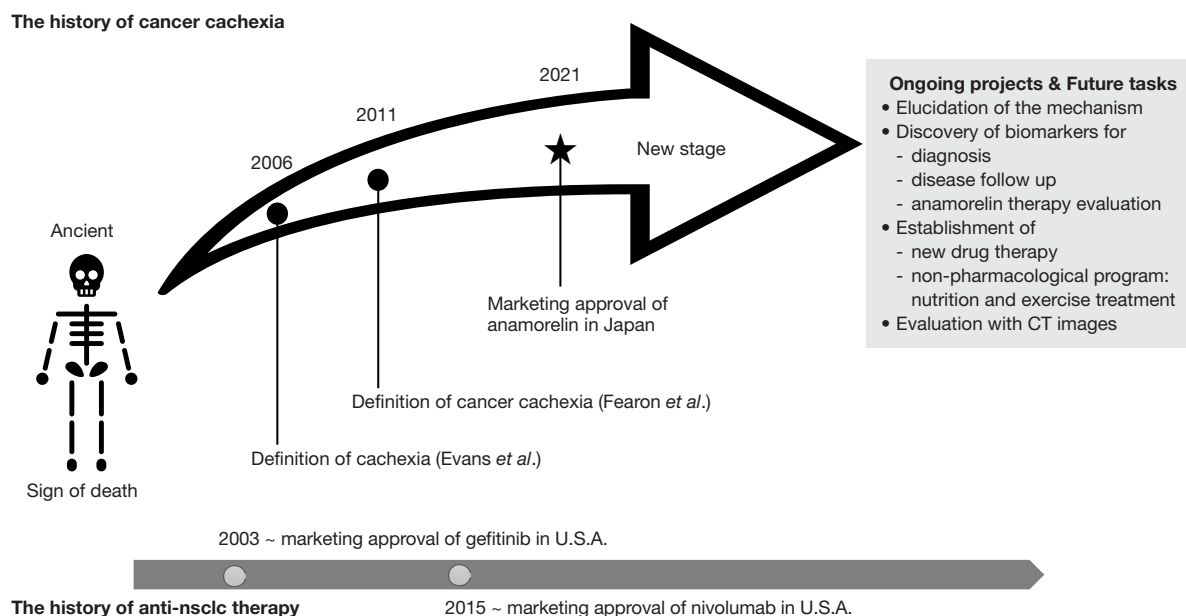 The history of cancer cachexia
2021
2011
2006
New stage
Ancient
Sign of death
Marketing approval of
anamorelin in Japan
Definition of cancer cachexia (Fearon et al.)
Definition of cachexia (Evans et al.)
Ongoing projects & Future tasks
• Elucidation of the mechanism
• Discovery of biomarkers for
- diagnosis
- disease follow up
- anamorelin therapy evaluation
• Establishment of
- new drug therapy
- non-pharmacological program:
nutrition and exercise treatment
• Evaluation with CT images
2003 ~ marketing approval of gefitinib in U.S.A.
The history of anti-nsclc therapy
2015 ~ marketing approval of nivolumab in U.S.A.